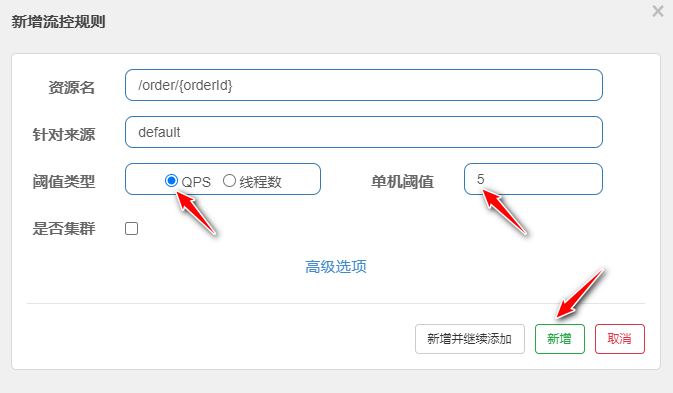 新增流控规则
×
资源名 /order/{orderId}
针对来源 default
阈值类型 QPS 线程数 单机阈值 5
是否集群
高级选项
新增并继续添加 新增 取消